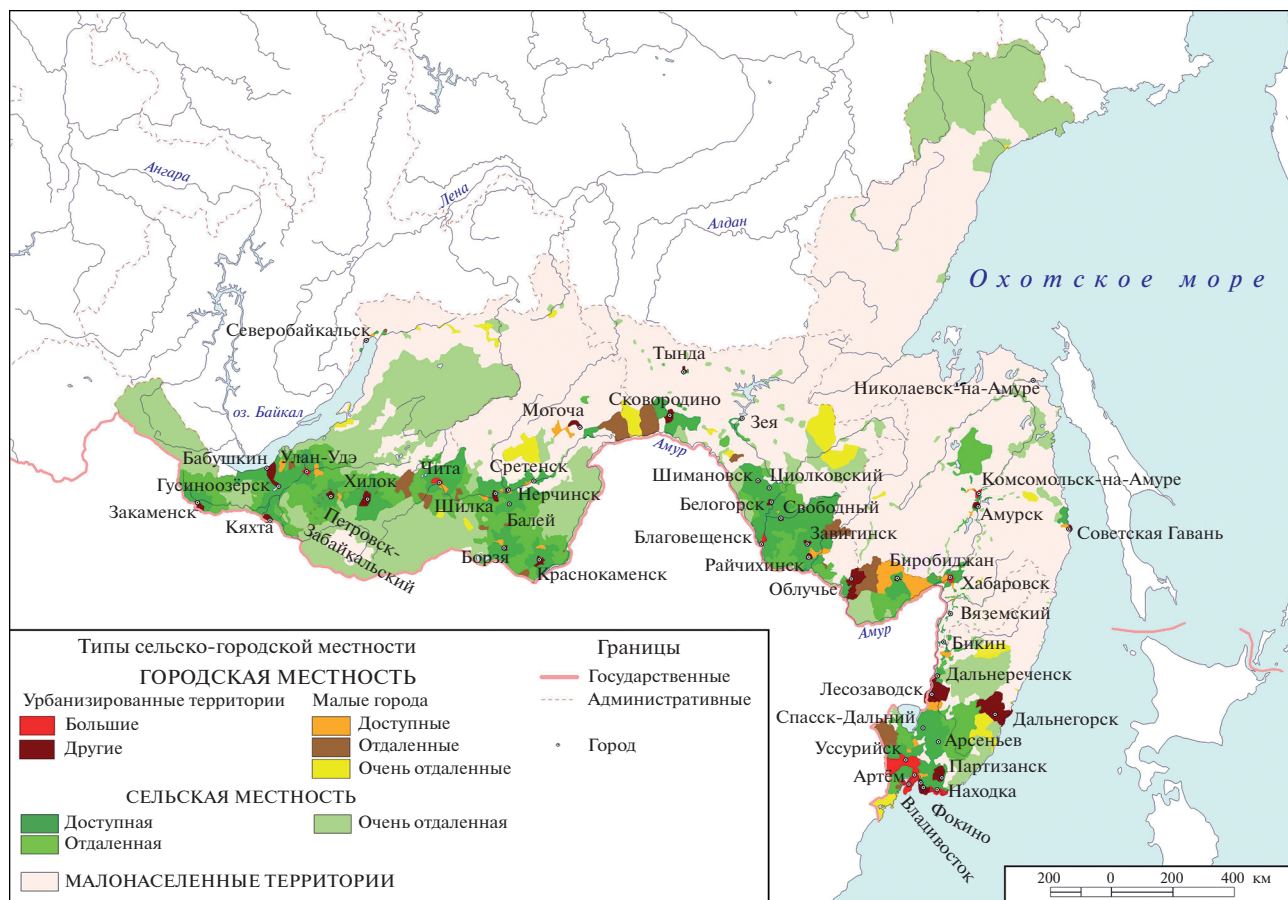 Ангара
Лена
Алдан
Охотское море
Северобайкальск
Тында
Николаевск-на-Амуре
оз. Байкал
Сковородино
Могоча
Зея
Амур
Бабушкин
Улан-Удэ
Чита
Сретенск
Шимановск
Циолковский
Гусиноозёрск
Хилок
Комсомольск-на-Амуре
Нерчинск
Белогорск
Закаменск
Шилка
Свободный
Амурск
Балей
Кяхта
Петровск-
Забайкальский
Благовещенск
Завитинск
Советская Гавань
Борзя
Райчихинск
Биробиджан
Краснокаменск
Облучье
Хабаровск
Вяземский
Амур
Бикин
Дальнереченск
Лесозаводск
Спасск-Дальний
Дальнегорск
Уссурийск
Арсеньев
Артём
Партизанск
Находка
Фокино
Владивосток
Типы сельско-городской местности
ГОРОДСКАЯ МЕСТНОСТЬ
Урбанизированные территории
Большие
Другие
Малые города
Доступные
Отдаленные
Очень отдаленные
СЕЛЬСКАЯ МЕСТНОСТЬ
Доступная
Отдаленная
Очень отдаленная
МАЛОНАСЕЛЕННЫЕ ТЕРРИТОРИИ
Границы
Государственные
Административные
Город
200 0 200 400 км